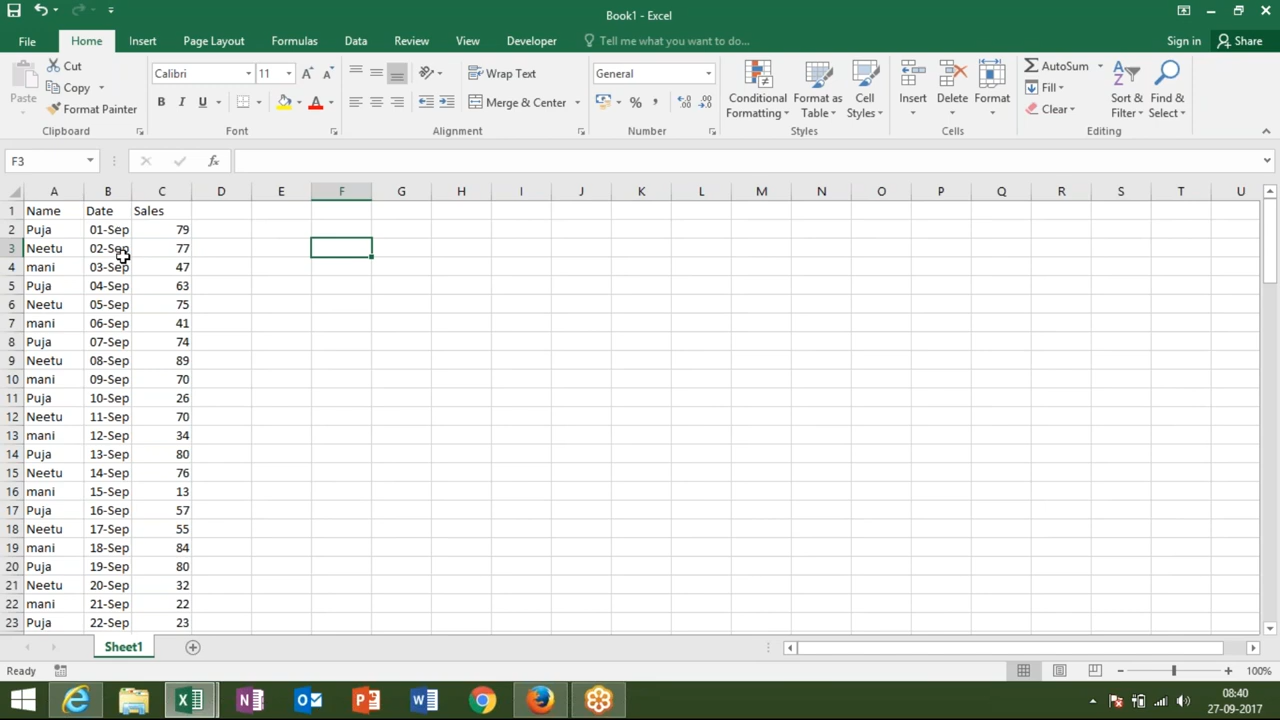 Book1 - Excel
File Home Insert Page Layout Formulas Data Review View Developer Tell me what you want to do... Sign in Share
Paste Cut Copy Format Painter Clipboard
Calibri 11 B I U A Font
Wrap Text Merge & Center Alignment
General % Number
Conditional Formatting Format as Table Cell Styles Styles
Insert Delete Format Cells
AutoSum Fill Clear Sort & Filter Find & Select Editing
F3 fx
A B C D E F G H I J K L M N O P Q R S T U
1 Name Date Sales
2 Puja 01-Sep 79
3 Neetu 02-Sep 77
4 mani 03-Sep 47
5 Puja 04-Sep 63
6 Neetu 05-Sep 75
7 mani 06-Sep 41
8 Puja 07-Sep 74
9 Neetu 08-Sep 89
10 mani 09-Sep 70
11 Puja 10-Sep 26
12 Neetu 11-Sep 70
13 mani 12-Sep 34
14 Puja 13-Sep 80
15 Neetu 14-Sep 76
16 mani 15-Sep 13
17 Puja 16-Sep 57
18 Neetu 17-Sep 55
19 mani 18-Sep 84
20 Puja 19-Sep 80
21 Neetu 20-Sep 32
22 mani 21-Sep 22
23 Puja 22-Sep 23
Sheet1
Ready 100%
08:40
27-09-2017